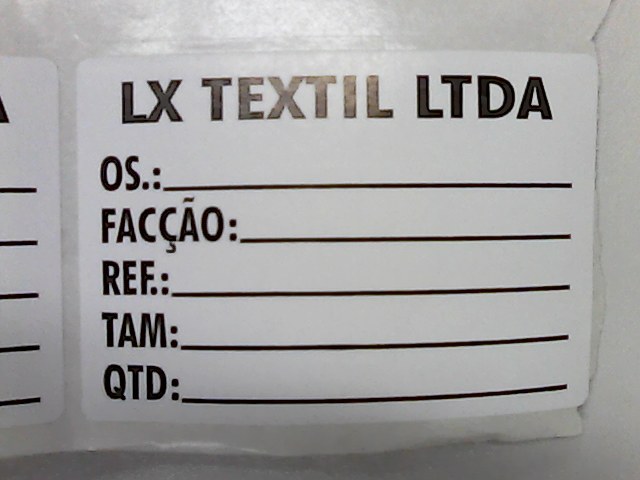 LX TEXTIL LTDA
OS.:
FACÇÃO:
REF.:
TAM:
QTD: